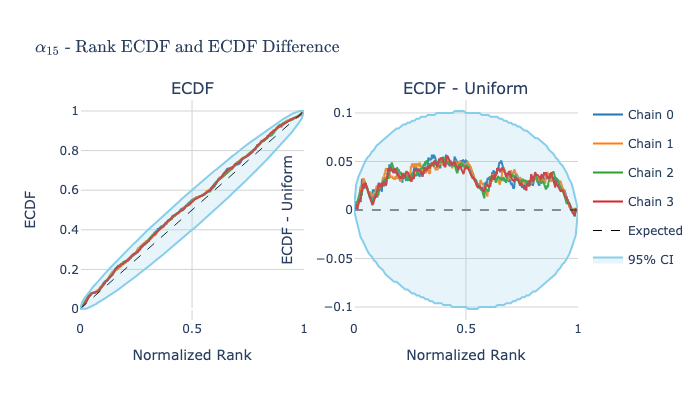 α₁₅ - Rank ECDF and ECDF Difference
ECDF
ECDF - Uniform
ECDF
1
0.8
0.6
0.4
0.2
0
0
0.5
1
Normalized Rank
ECDF - Uniform
0.1
0.05
0
−0.05
−0.1
0
0.5
1
Normalized Rank
Chain 0
Chain 1
Chain 2
Chain 3
Expected
95% CI